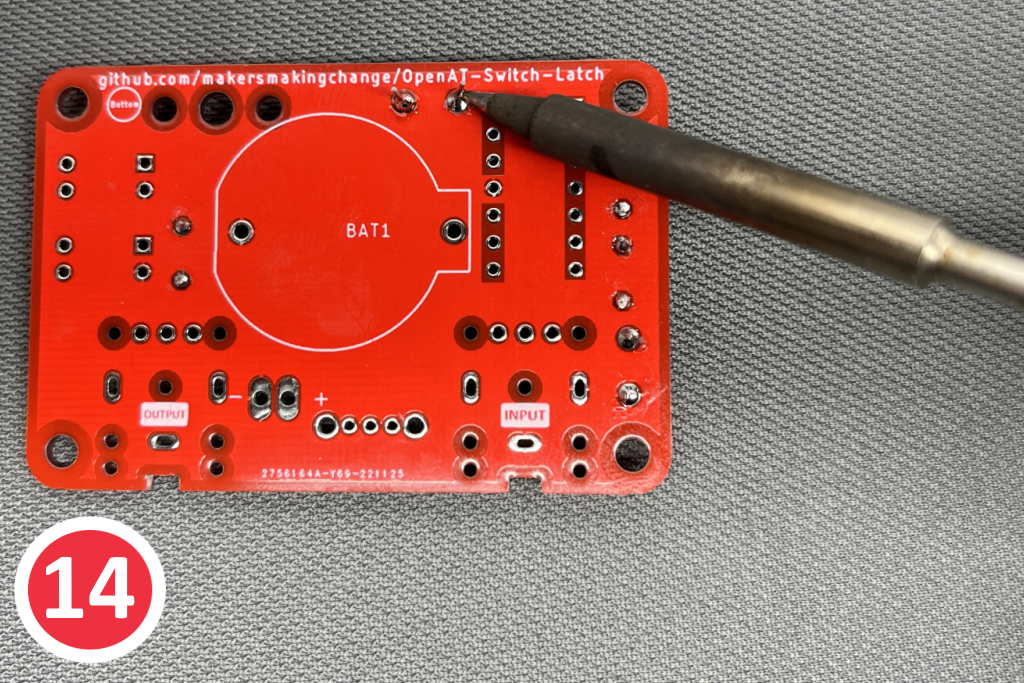 github.com/makersmakingchange/OpenAT-Switch-Latch
Bottom
BAT1
- +
OUTPUT
INPUT
2756164A-Y69-221125
14